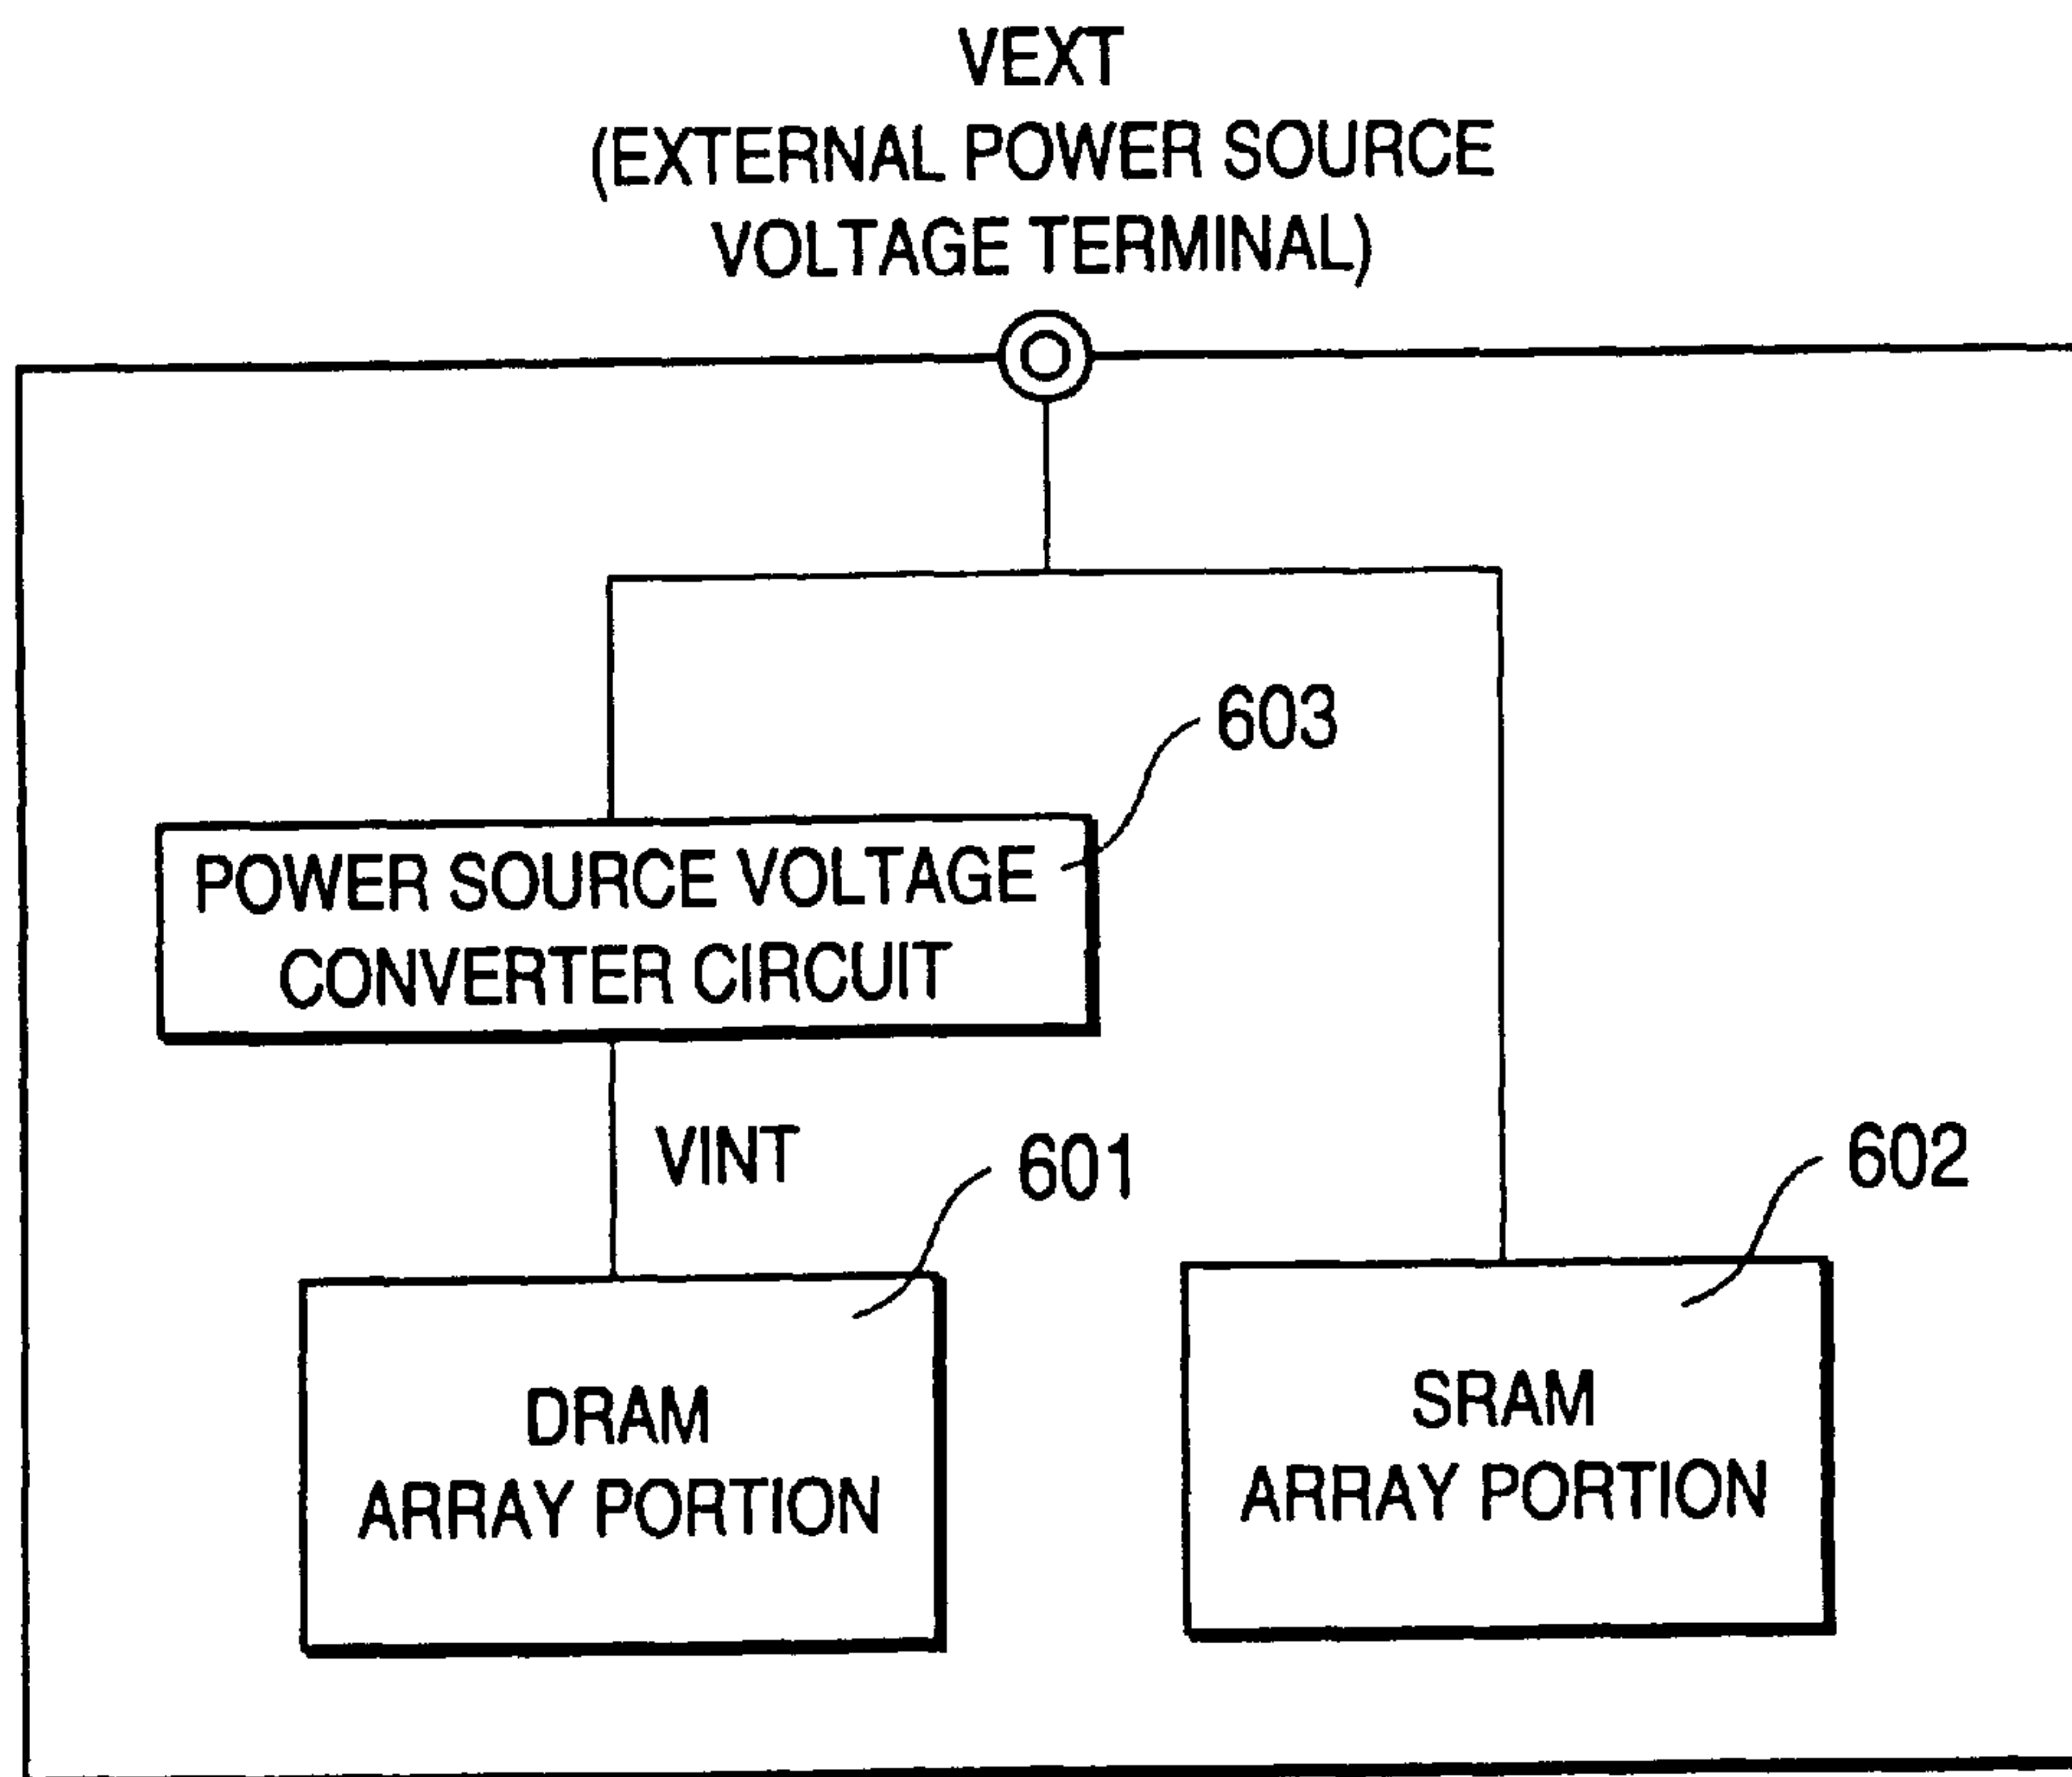 VEXT
(EXTERNAL POWER SOURCE
VOLTAGE TERMINAL)
603
POWER SOURCE VOLTAGE
CONVERTER CIRCUIT
VINT
601
602
DRAM
ARRAY PORTION
SRAM
ARRAY PORTION